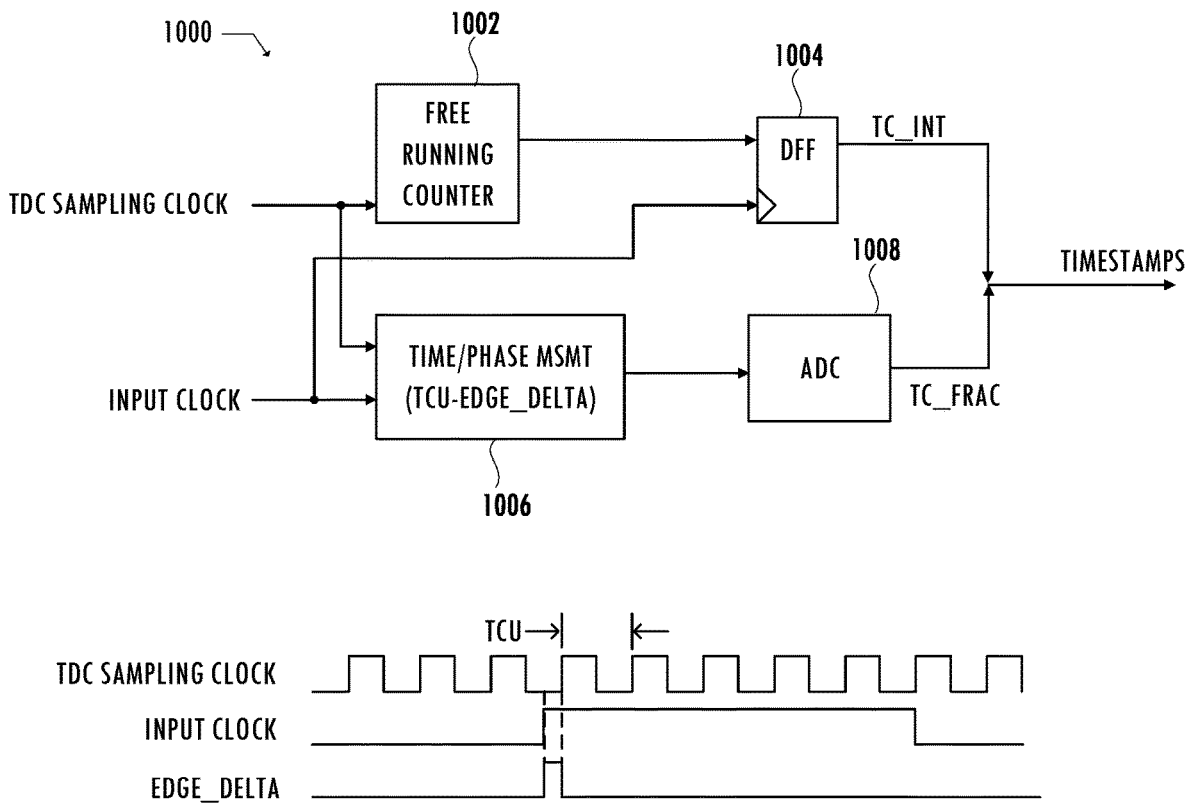 1000
1002
FREE
RUNNING
COUNTER
1004
DFF
TC_INT
TDC SAMPLING CLOCK
1008
TIMESTAMPS
TIME/PHASE MSMT
(TCU-EDGE_DELTA)
ADC
INPUT CLOCK
TC_FRAC
1006
TCU
TDC SAMPLING CLOCK
INPUT CLOCK
EDGE_DELTA